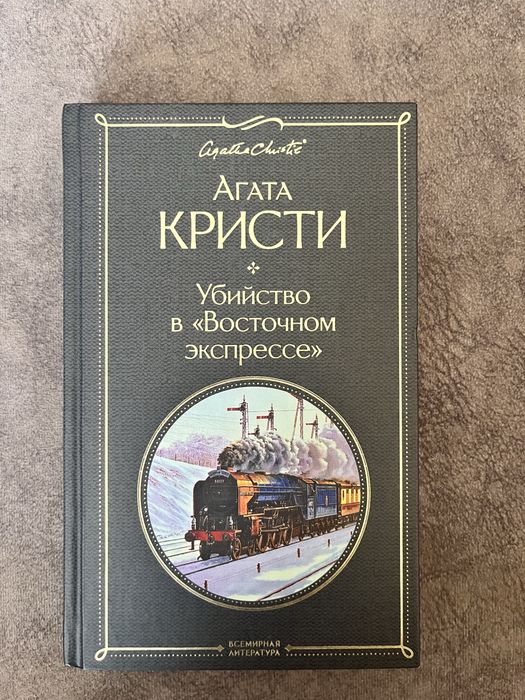 Agatha Christie®
АГАТА
КРИСТИ
УБИЙСТВО
В «ВОСТОЧНОМ
ЭКСПРЕССЕ»
ВСЕМИРНАЯ
ЛИТЕРАТУРА